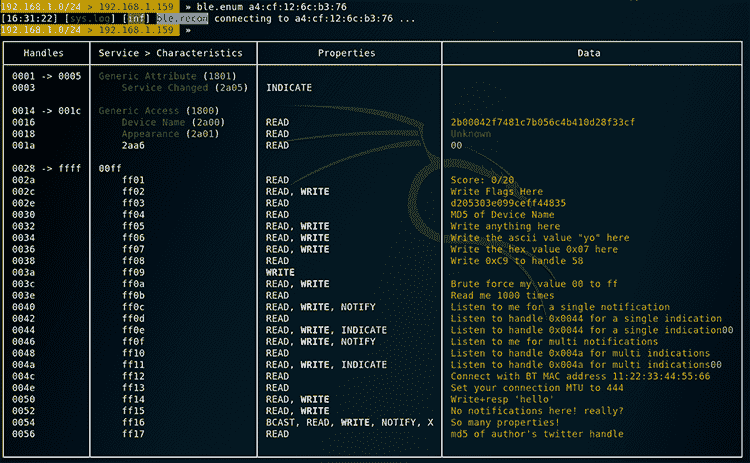 192.168.1.0/24 > 192.168.1.159 » ble.enum a4:cf:12:6c:b3:76
[16:31:22] [sys.log] [inf] ble.recon connecting to a4:cf:12:6c:b3:76 ...
192.168.1.0/24 > 192.168.1.159 »
Handles Service > Characteristics Properties Data
0001 -> 0005 Generic Attribute (1801)
0003 Service Changed (2a05) INDICATE
0014 -> 001c Generic Access (1800)
0016 Device Name (2a00) READ 2b00042f7481c7b056c4b410d28f33cf
0018 Appearance (2a01) READ Unknown
001a 2aa6 READ 00
0028 -> ffff 00ff
002a ff01 READ Score: 0/20
002c ff02 READ, WRITE Write Flags Here
002e ff03 READ d205303e099ceff44835
0030 ff04 READ MD5 of Device Name
0032 ff05 READ, WRITE Write anything here
0034 ff06 READ, WRITE Write the ascii value "yo" here
0036 ff07 READ, WRITE Write the hex value 0x07 here
0038 ff08 READ Write 0xC9 to handle 58
003a ff09 WRITE
003c ff0a READ, WRITE Brute force my value 00 to ff
003e ff0b READ Read me 1000 times
0040 ff0c READ, WRITE, NOTIFY Listen to me for a single notification
0042 ff0d READ Listen to handle 0x0044 for a single indication
0044 ff0e READ, WRITE, INDICATE Listen to handle 0x0044 for a single indication00
0046 ff0f READ, WRITE, NOTIFY Listen to me for multi notifications
0048 ff10 READ Listen to handle 0x004a for multi indications
004a ff11 READ, WRITE, INDICATE Listen to handle 0x004a for multi indications00
004c ff12 READ Connect with BT MAC address 11:22:33:44:55:66
004e ff13 READ Set your connection MTU to 444
0050 ff14 READ, WRITE Write+resp 'hello'
0052 ff15 READ, WRITE No notifications here! really?
0054 ff16 BCAST, READ, WRITE, NOTIFY, X So many properties!
0056 ff17 READ md5 of author's twitter handle